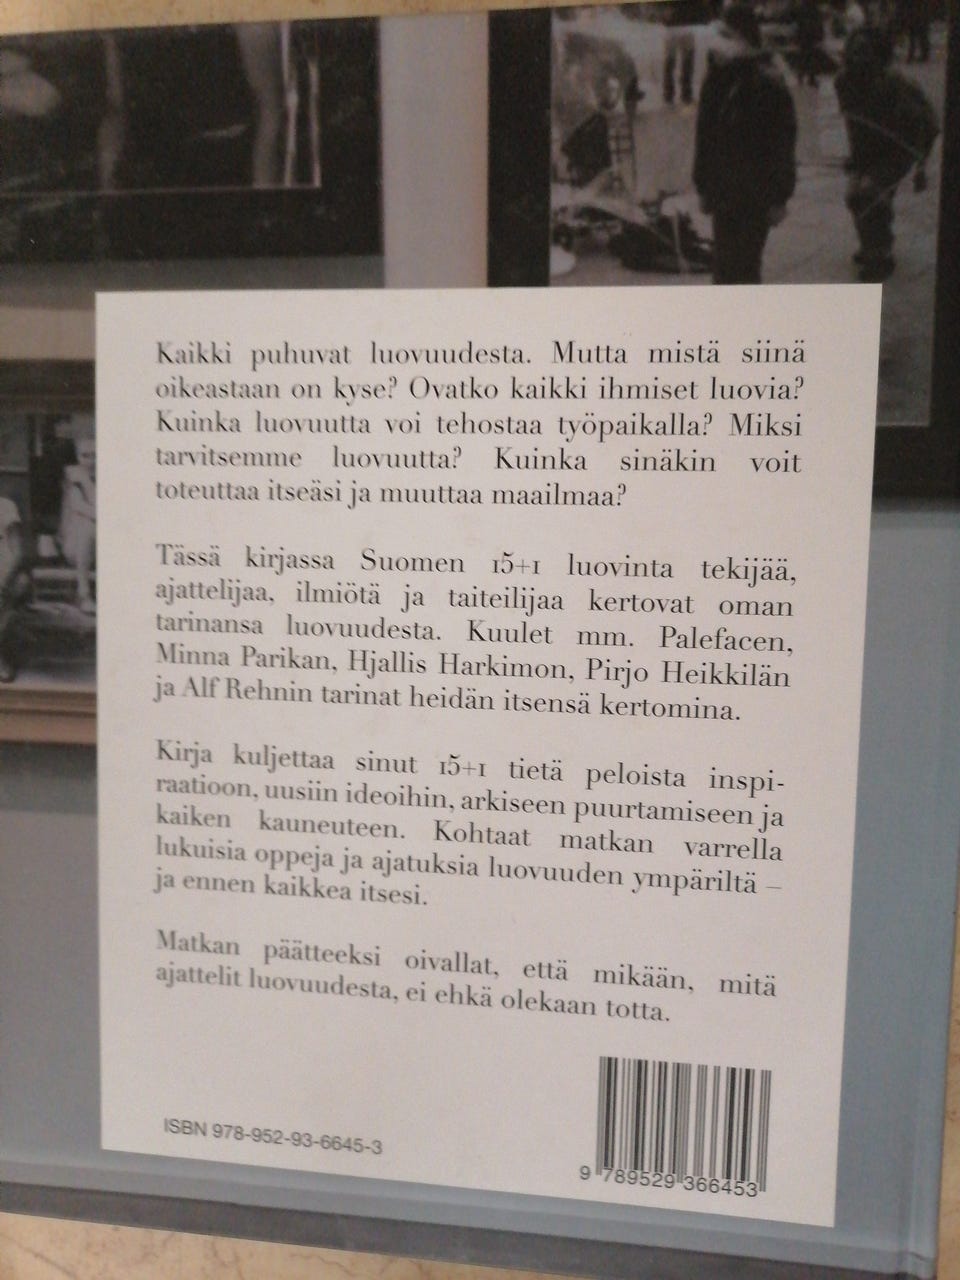 Kaikki puhuvat luovuudesta. Mutta mistä siinä
oikeastaan on kyse? Ovatko kaikki ihmiset luovia?
Kuinka luovuutta voi tehostaa työpaikalla? Miksi
tarvitsemme luovuutta? Kuinka sinäkin voit
toteuttaa itseäsi ja muuttaa maailmaa?
Tässä kirjassa Suomen 15+1 luovinta tekijää,
ajattelijaa, ilmiötä ja taiteilijaa kertovat oman
tarinansa luovuudesta. Kuulet mm. Palefacen,
Minna Parikan, Hjallis Harkimon, Pirjo Heikkilän
ja Alf Rehnin tarinat heidän itsensä kertomina.
Kirja kuljettaa sinut 15+1 tietä peloista inspi-
raatioon, uusiin ideoihin, arkiseen puurtamiseen ja
kaiken kauneuteen. Kohtaat matkan varrella
lukuisia oppeja ja ajatuksia luovuuden ympäriltä –
ja ennen kaikkea itsesi.
Matkan päätteeksi oivallat, että mikään, mitä
ajattelit luovuudesta, ei ehkä olekaan totta.
ISBN 978-952-93-6645-3
9 789529 366453